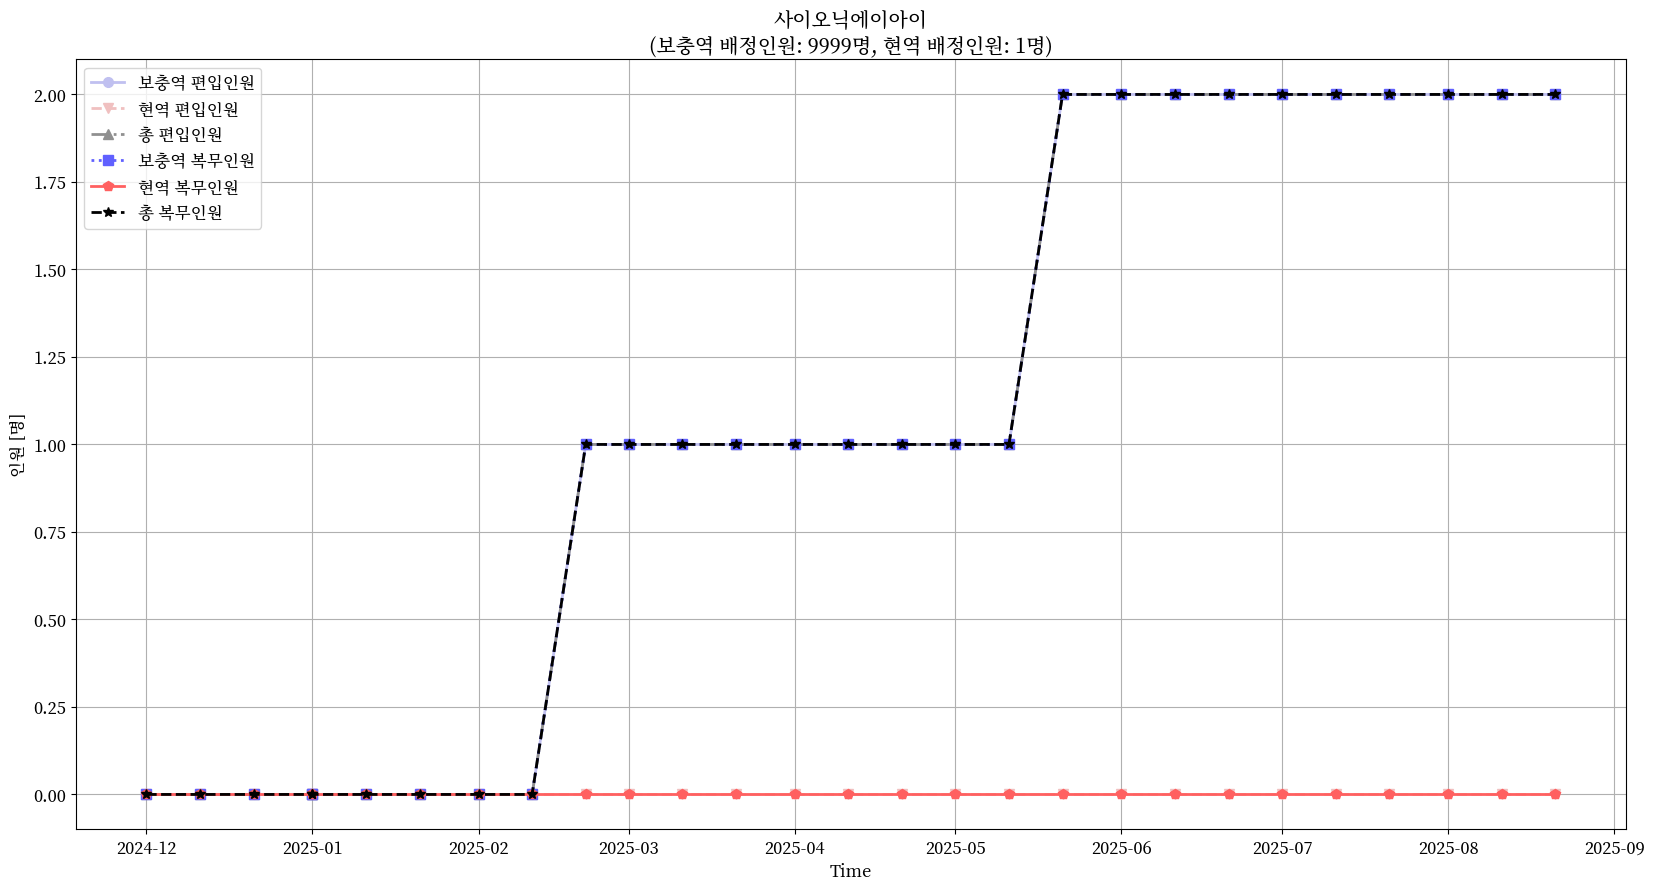 사이오닉에이아이
(보충역 배정인원: 9999명, 현역 배정인원: 1명)
보충역 편입인원
현역 편입인원
총 편입인원
보충역 복무인원
현역 복무인원
총 복무인원
인원 [명]
2.00
1.75
1.50
1.25
1.00
0.75
0.50
0.25
0.00
2024-12
2025-01
2025-02
2025-03
2025-04
2025-05
2025-06
2025-07
2025-08
2025-09
Time